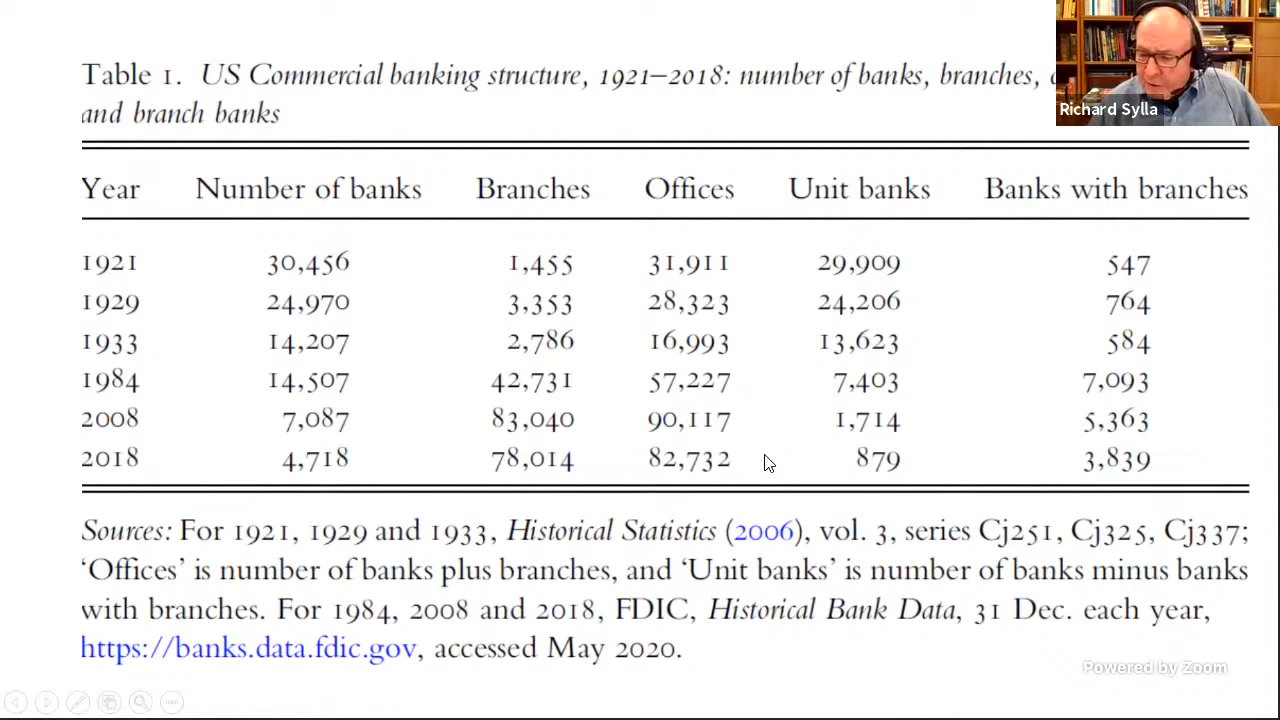 Table 1. US Commercial banking structure, 1921–2018: number of banks, branches,
and branch banks
Richard Sylla
Year Number of banks Branches Offices Unit banks Banks with branches
1921 30,456 1,455 31,911 29,909 547
1929 24,970 3,353 28,323 24,206 764
1933 14,207 2,786 16,993 13,623 584
1984 14,507 42,731 57,227 7,403 7,093
2008 7,087 83,040 90,117 1,714 5,363
2018 4,718 78,014 82,732 879 3,839
Sources: For 1921, 1929 and 1933, Historical Statistics (2006), vol. 3, series Cj251, Cj325, Cj337;
‘Offices’ is number of banks plus branches, and ‘Unit banks’ is number of banks minus banks
with branches. For 1984, 2008 and 2018, FDIC, Historical Bank Data, 31 Dec. each year,
https://banks.data.fdic.gov, accessed May 2020.
Powered by Zoom